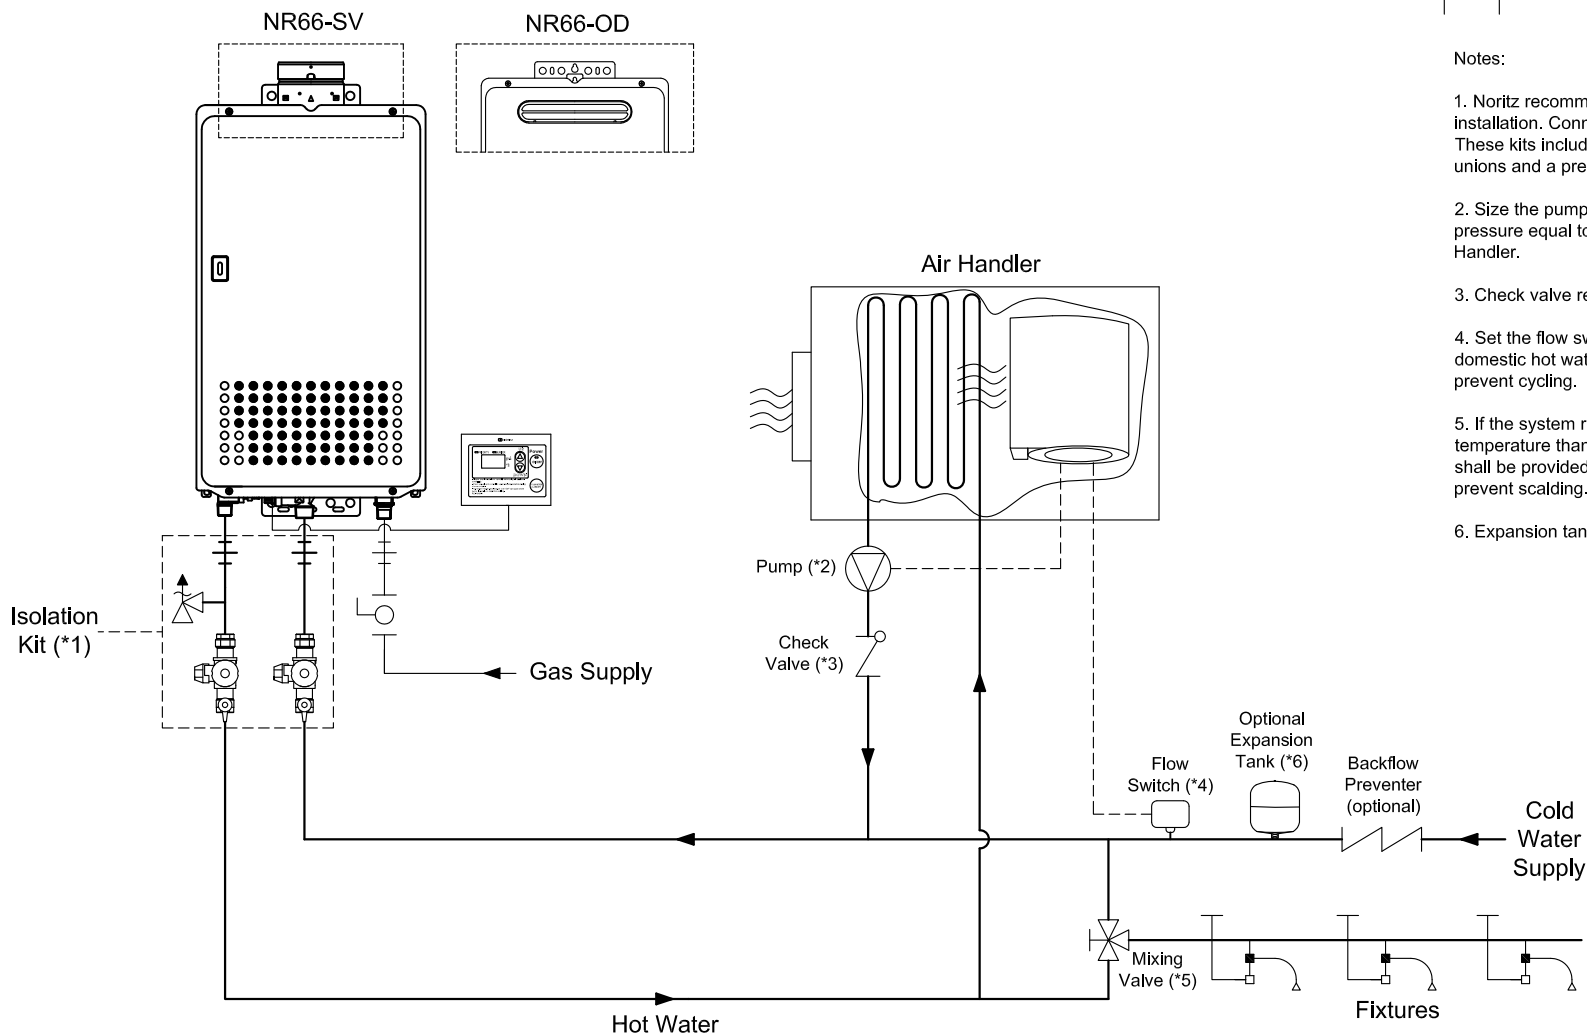 NR66-SV
NR66-OD
Notes:
1. Noritz recomm
installation. Conn
These kits includ
unions and a pre
2. Size the pump
pressure equal to
Handler.
3. Check valve re
4. Set the flow sw
domestic hot wat
prevent cycling.
5. If the system r
temperature than
shall be provided
prevent scalding.
6. Expansion tan
Air Handler
Power
Pump (*2)
Isolation
Kit (*1)
Check
Valve (*3)
Gas Supply
Optional
Expansion
Tank (*6)
Flow
Switch (*4)
Backflow
Preventer
(optional)
Cold
Water
Supply
Mixing
Valve (*5)
Fixtures
Hot Water